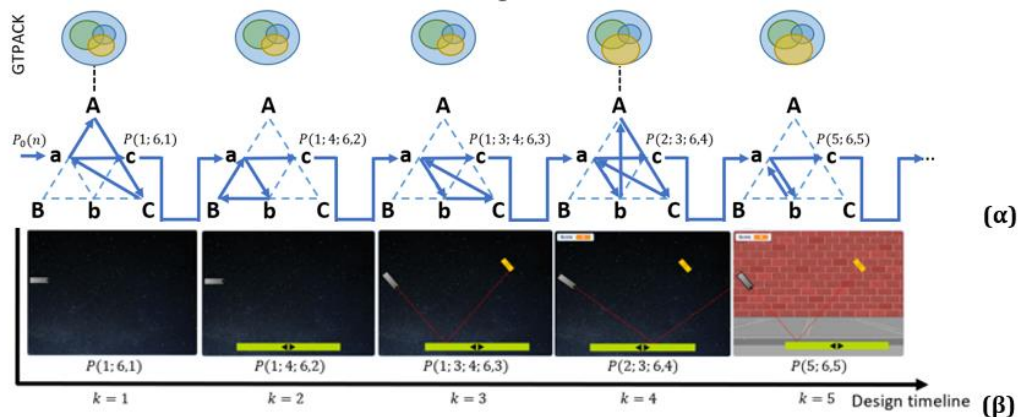 GTPACK
A A A A A
P₀(n) P(1; 6,1) P(1; 4; 6,2) P(1; 3; 4; 6,3) P(2; 3; 6,4) P(5; 6,5)
a c a c a c a c a c ...
B b C B b C B b C B b C B b C
(α)
P(1; 6,1) P(1; 4; 6,2) P(1; 3; 4; 6,3) P(2; 3; 6,4) P(5; 6,5)
k = 1 k = 2 k = 3 k = 4 k = 5 Design timeline (β)